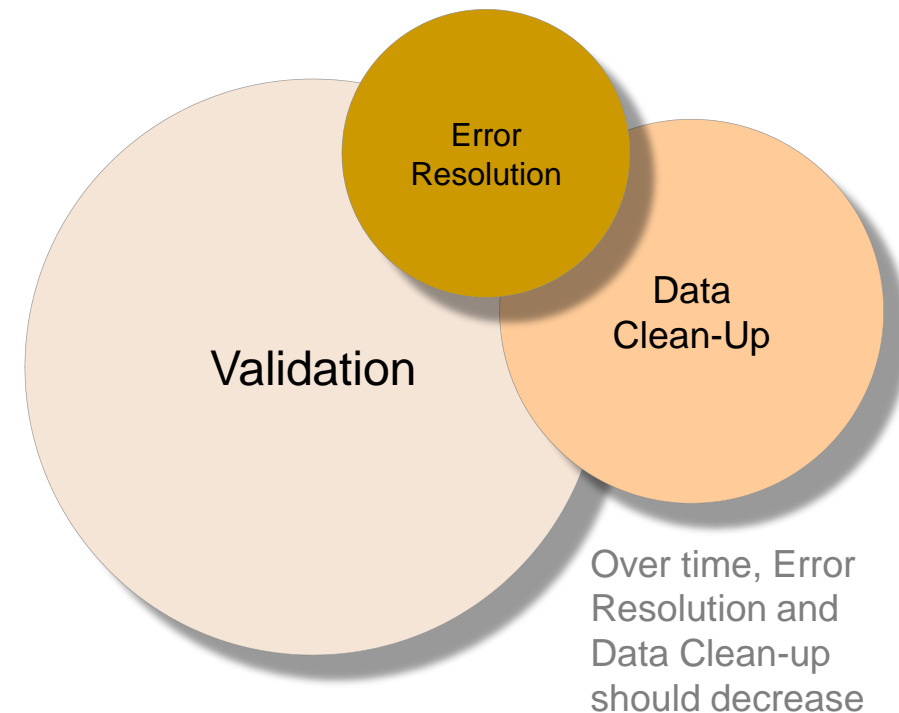 Error
Resolution
Data
Clean-Up
Validation
Over time, Error
Resolution and
Data Clean-up
should decrease